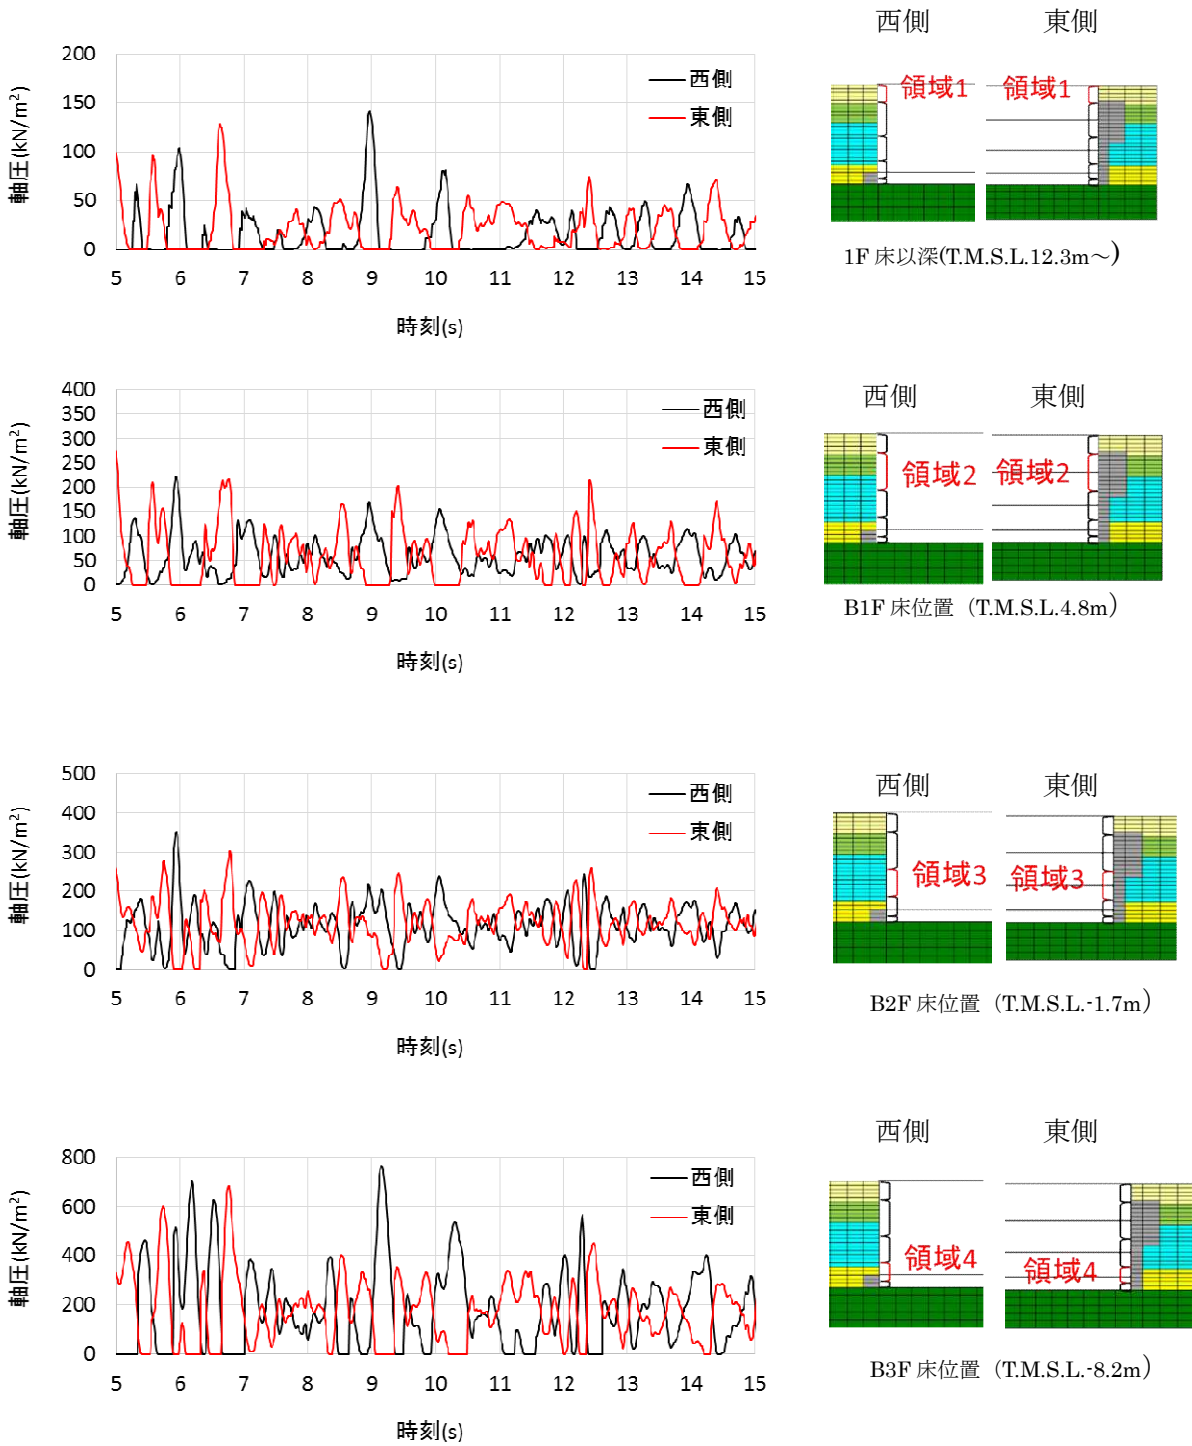 西側 東側
200
150
100
50
0
軸圧(kN/m²)
西側
東側
5 6 7 8 9 10 11 12 13 14 15
時刻(s)
領域1 領域1
1F 床以深(T.M.S.L.12.3m～)
西側 東側
400
350
300
250
200
150
100
50
0
軸圧(kN/m²)
西側
東側
5 6 7 8 9 10 11 12 13 14 15
時刻(s)
領域2 領域2
B1F 床位置（T.M.S.L.4.8m）
西側 東側
500
400
300
200
100
0
軸圧(kN/m²)
西側
東側
5 6 7 8 9 10 11 12 13 14 15
時刻(s)
領域3 領域3
B2F 床位置（T.M.S.L.-1.7m）
西側 東側
800
600
400
200
0
軸圧(kN/m²)
西側
東側
5 6 7 8 9 10 11 12 13 14 15
時刻(s)
領域4 領域4
B3F 床位置（T.M.S.L.-8.2m）